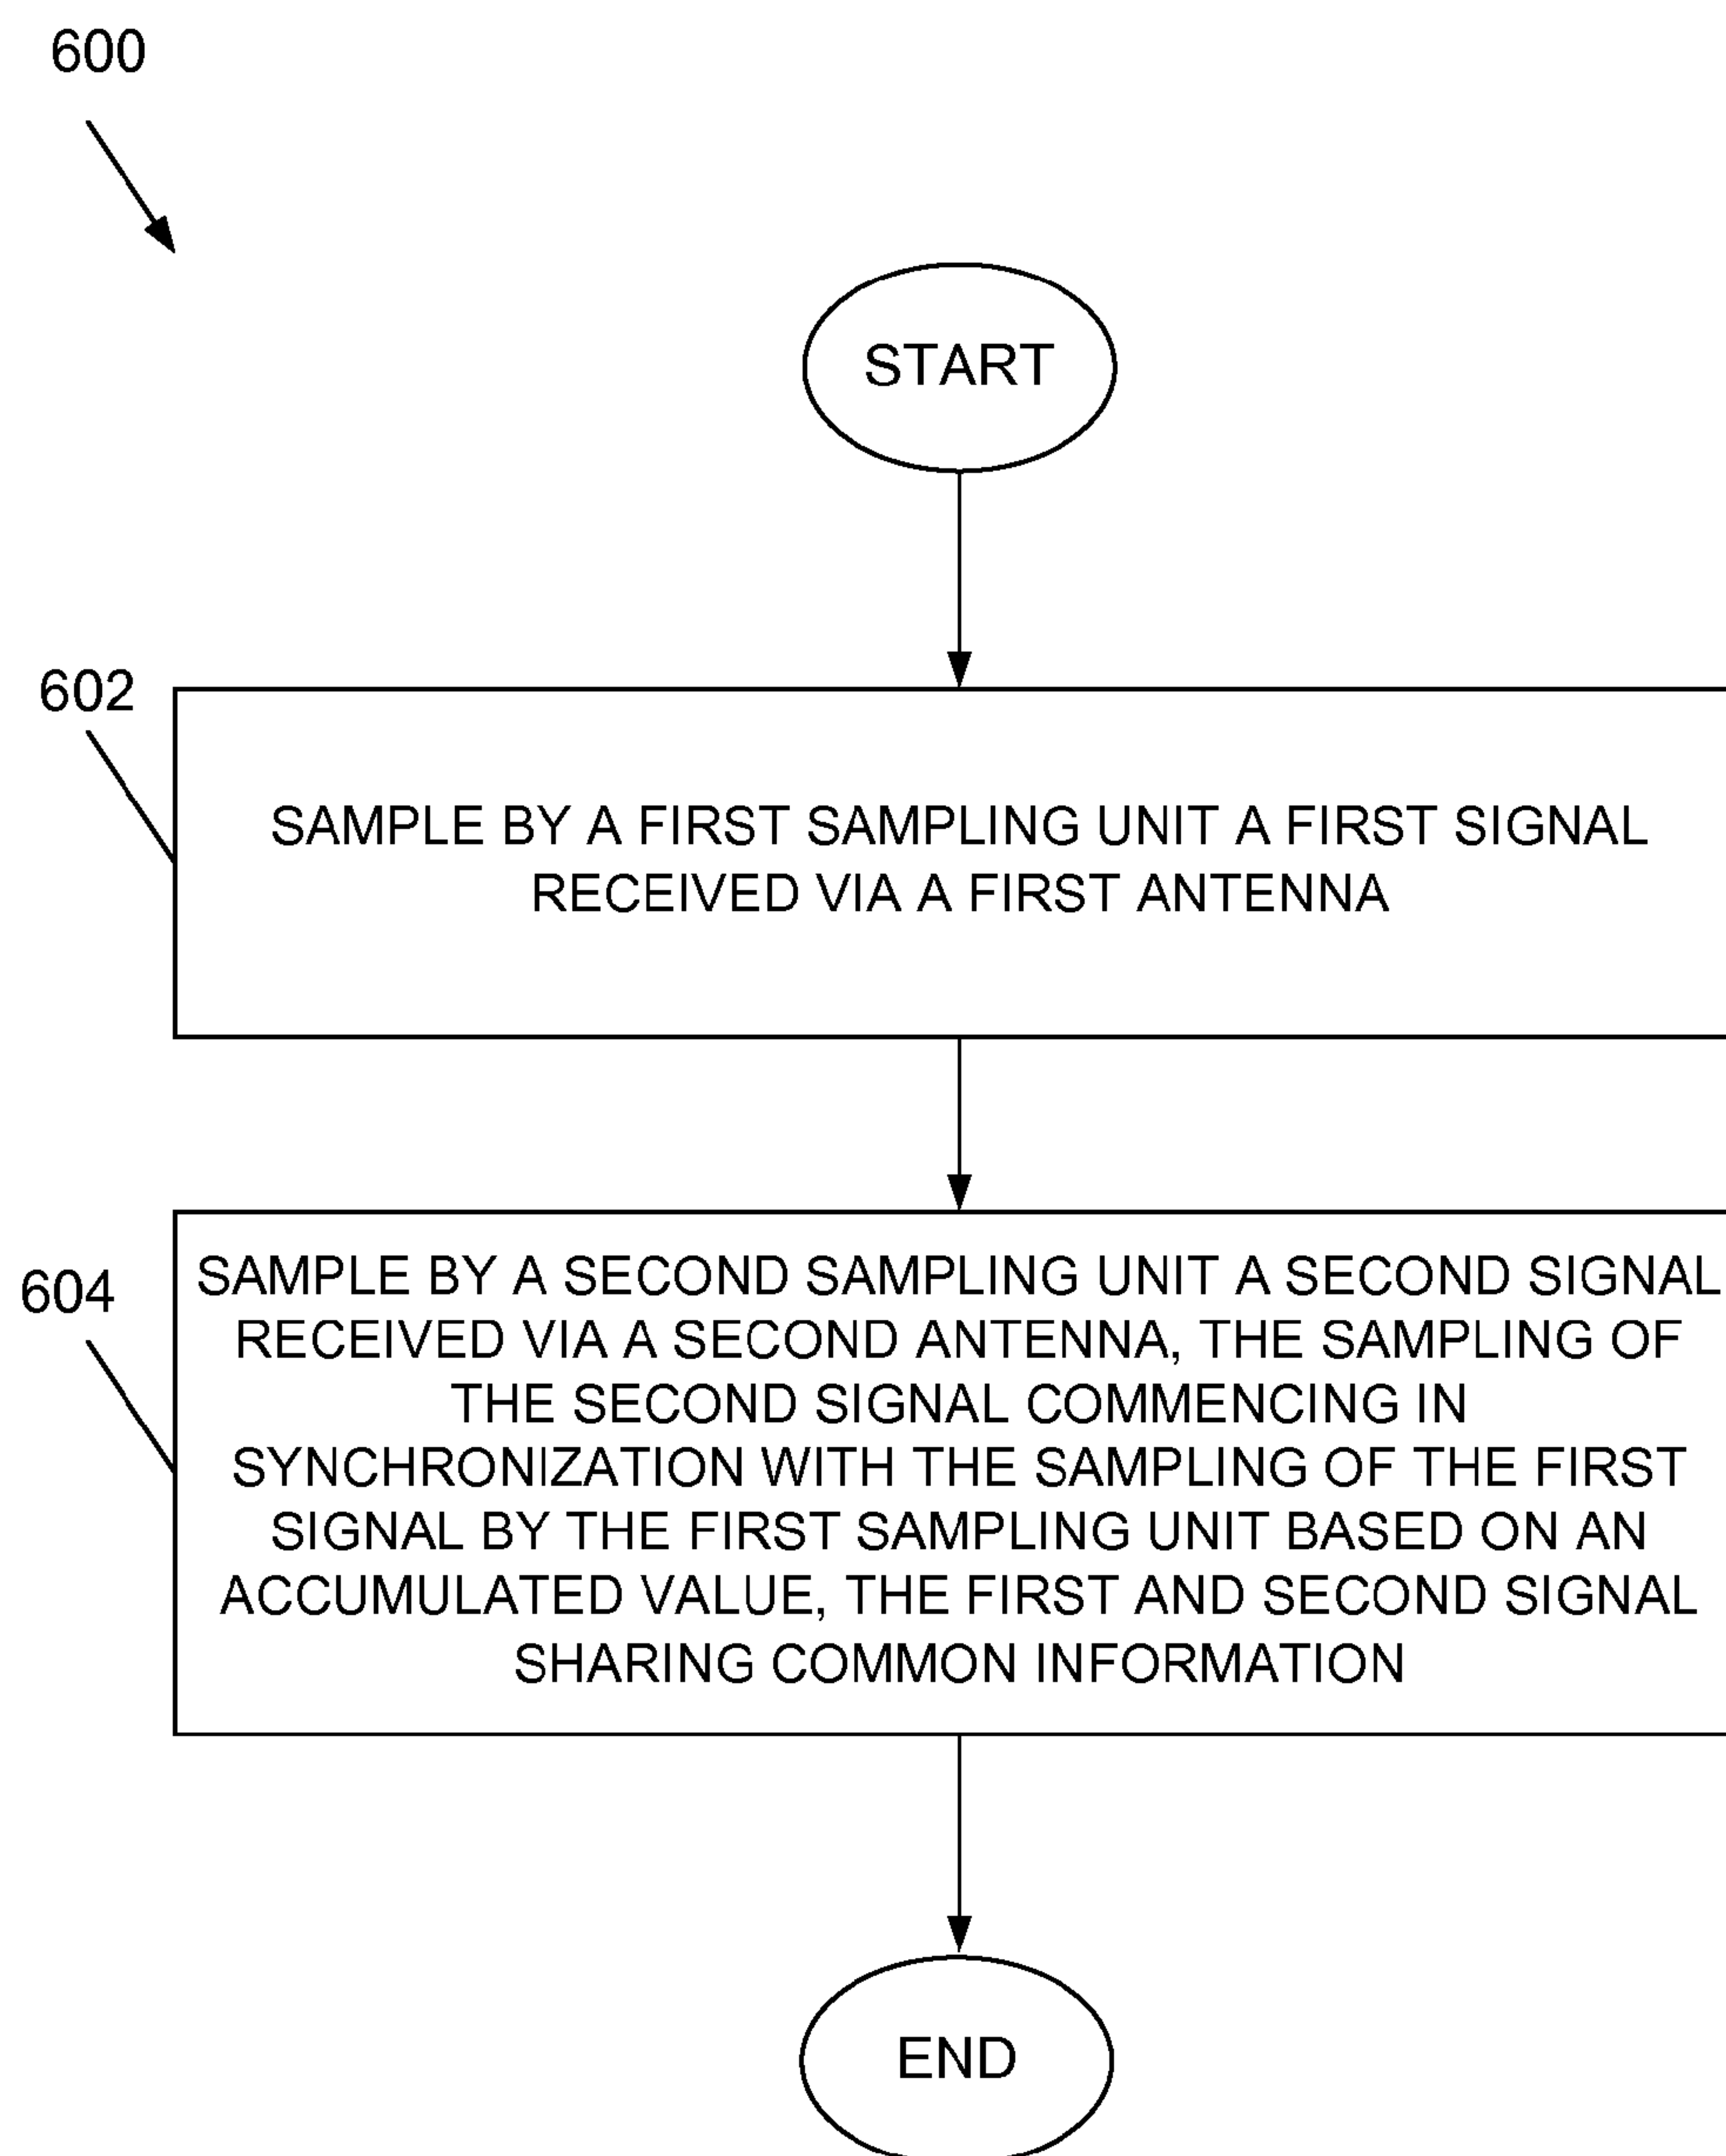 600
START
602
SAMPLE BY A FIRST SAMPLING UNIT A FIRST SIGNAL
RECEIVED VIA A FIRST ANTENNA
604
SAMPLE BY A SECOND SAMPLING UNIT A SECOND SIGNAL
RECEIVED VIA A SECOND ANTENNA, THE SAMPLING OF
THE SECOND SIGNAL COMMENCING IN
SYNCHRONIZATION WITH THE SAMPLING OF THE FIRST
SIGNAL BY THE FIRST SAMPLING UNIT BASED ON AN
ACCUMULATED VALUE, THE FIRST AND SECOND SIGNAL
SHARING COMMON INFORMATION
END